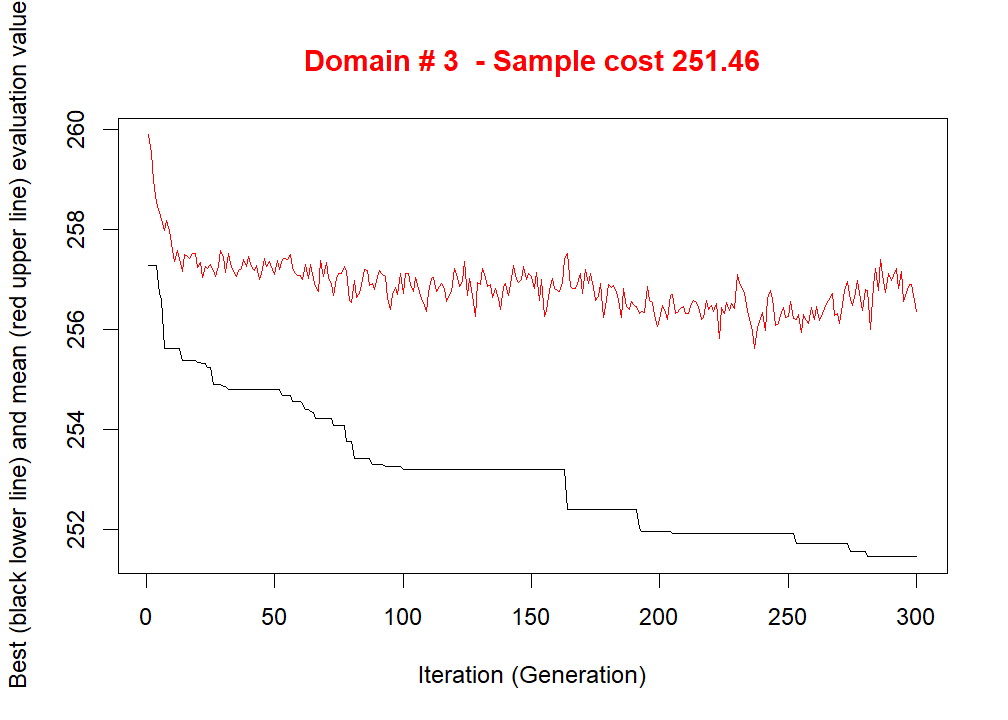 Domain # 3  - Sample cost 251.46
Best (black lower line) and mean (red upper line) evaluation value
260
258
256
254
252
0 50 100 150 200 250 300
Iteration (Generation)